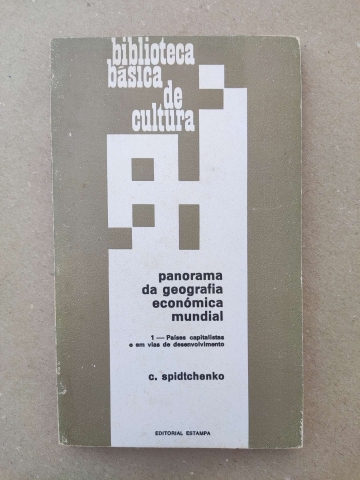 biblioteca
básica
de
cultura
panorama
da geografia
económica
mundial
1 — Países capitalistas
e em vias de desenvolvimento
c. spidtchenko
EDITORIAL ESTAMPA